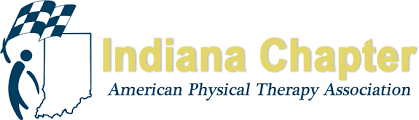 Indiana Chapter
American Physical Therapy Association